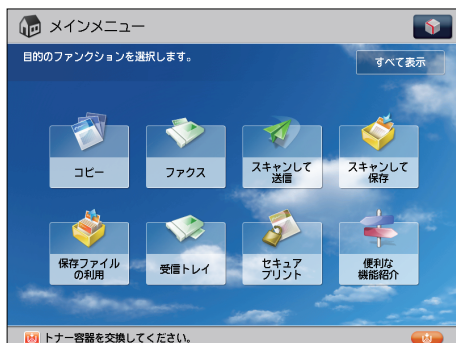 メインメニュー
目的のファンクションを選択します。
すべて表示
コピー
ファクス
スキャンして
送信
スキャンして
保存
保存ファイル
の利用
受信トレイ
セキュア
プリント
便利な
機能紹介
トナー容器を交換してください。